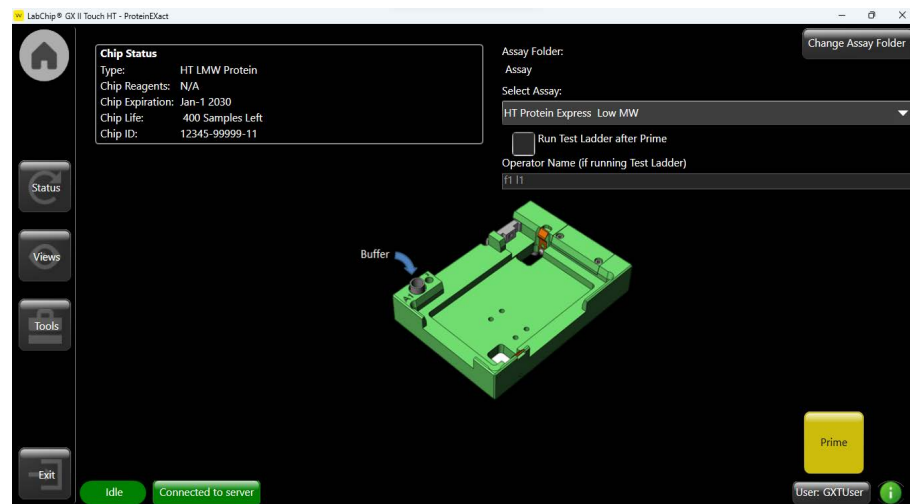 LabChip® GX II Touch HT - ProteinEXact
Change Assay Folder
Chip Status
Type: HT LMW Protein
Chip Reagents: N/A
Chip Expiration: Jan-1 2030
Chip Life: 400 Samples Left
Chip ID: 12345-99999-11
Assay Folder:
Assay
Select Assay:
HT Protein Express Low MW
Run Test Ladder after Prime
Operator Name (if running Test Ladder)
f1 l1
Status
Views
Tools
Exit
Buffer
A1
Prime
Idle
Connected to server
User: GXTUser
i